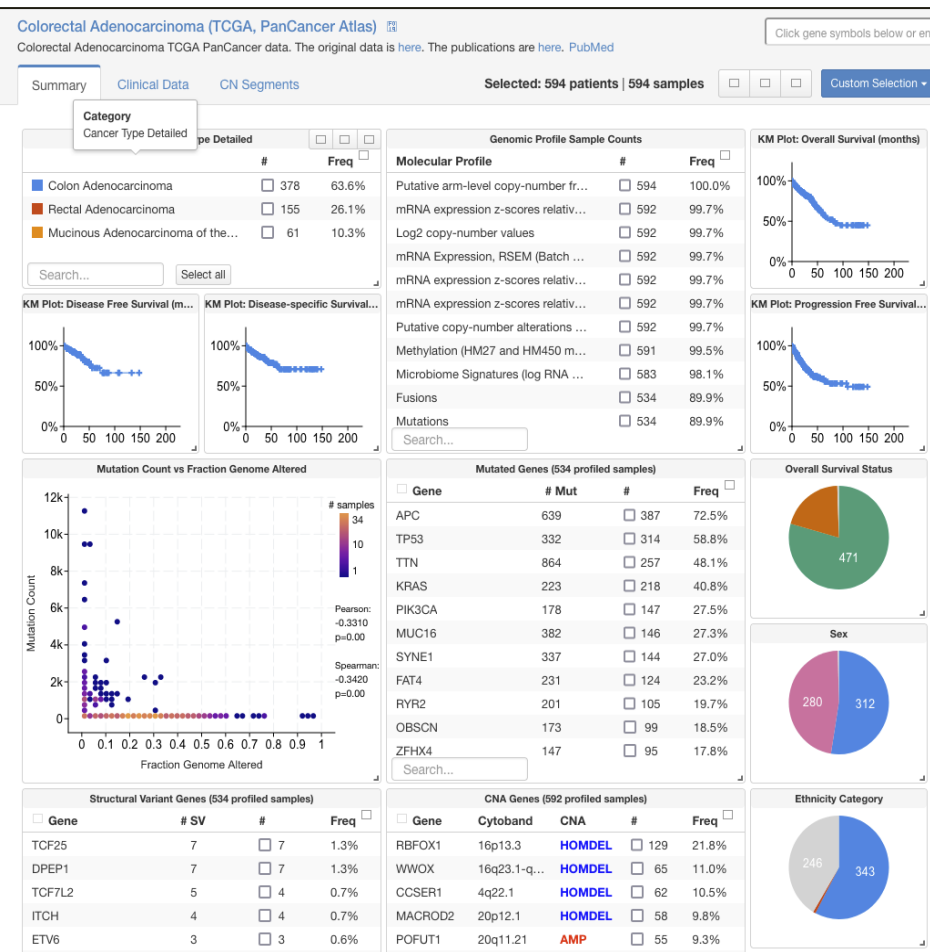 Colorectal Adenocarcinoma (TCGA, PanCancer Atlas)
Colorectal Adenocarcinoma TCGA PanCancer data. The original data is here. The publications are here. PubMed
Click gene symbols below or en
Summary
Clinical Data
CN Segments
Selected: 594 patients | 594 samples
Custom Selection
Category
Cancer Type Detailed
ype Detailed
# Freq
Colon Adenocarcinoma 378 63.6%
Rectal Adenocarcinoma 155 26.1%
Mucinous Adenocarcinoma of the... 61 10.3%
Search...
Select all
Genomic Profile Sample Counts
Molecular Profile # Freq
Putative arm-level copy-number fr... 594 100.0%
mRNA expression z-scores relativ... 592 99.7%
Log2 copy-number values 592 99.7%
mRNA Expression, RSEM (Batch ... 592 99.7%
mRNA expression z-scores relativ... 592 99.7%
mRNA expression z-scores relativ... 592 99.7%
Putative copy-number alterations ... 592 99.7%
Methylation (HM27 and HM450 m... 591 99.5%
Microbiome Signatures (log RNA ... 583 98.1%
Fusions 534 89.9%
Mutations 534 89.9%
Search...
KM Plot: Overall Survival (months)
100%
50%
0%
0 50 100 150 200
KM Plot: Disease Free Survival (m...
100%
50%
0%
0 50 100 150 200
KM Plot: Disease-specific Survival...
100%
50%
0%
0 50 100 150 200
KM Plot: Progression Free Survival...
100%
50%
0%
0 50 100 150 200
Mutation Count vs Fraction Genome Altered
12k
10k
8k
6k
4k
2k
0
Mutation Count
0 0.1 0.2 0.3 0.4 0.5 0.6 0.7 0.8 0.9 1
Fraction Genome Altered
# samples
34
10
1
Pearson:
-0.3310
p=0.00
Spearman:
-0.3420
p=0.00
Mutated Genes (534 profiled samples)
Gene # Mut # Freq
APC 639 387 72.5%
TP53 332 314 58.8%
TTN 864 257 48.1%
KRAS 223 218 40.8%
PIK3CA 178 147 27.5%
MUC16 382 146 27.3%
SYNE1 337 144 27.0%
FAT4 231 124 23.2%
RYR2 201 105 19.7%
OBSCN 173 99 18.5%
ZFHX4 147 95 17.8%
Search...
Overall Survival Status
471
Sex
280
312
Structural Variant Genes (534 profiled samples)
Gene # SV # Freq
TCF25 7 7 1.3%
DPEP1 7 7 1.3%
TCF7L2 5 4 0.7%
ITCH 4 4 0.7%
ETV6 3 3 0.6%
CNA Genes (592 profiled samples)
Gene Cytoband CNA # Freq
RBFOX1 16p13.3 HOMDEL 129 21.8%
WWOX 16q23.1-q... HOMDEL 65 11.0%
CCSER1 4q22.1 HOMDEL 62 10.5%
MACROD2 20p12.1 HOMDEL 58 9.8%
POFUT1 20q11.21 AMP 55 9.3%
Ethnicity Category
246
343